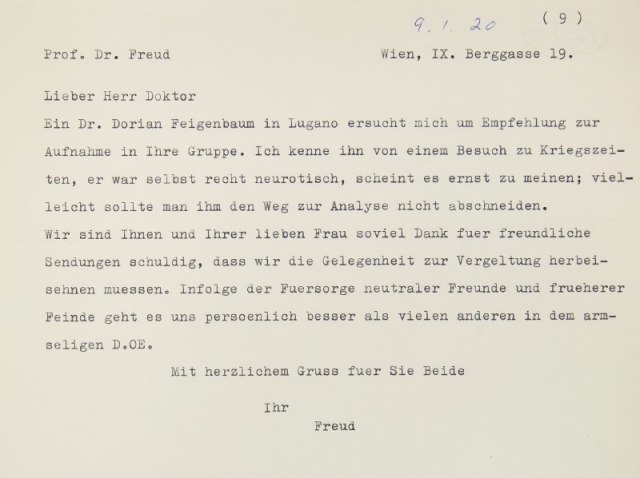 9. 1. 20 (9)
Prof. Dr. Freud Wien, IX. Berggasse 19.
Lieber Herr Doktor
Ein Dr. Dorian Feigenbaum in Lugano ersucht mich um Empfehlung zur
Aufnahme in Ihre Gruppe. Ich kenne ihn von einem Besuch zu Kriegszei-
ten, er war selbst recht neurotisch, scheint es ernst zu meinen; viel-
leicht sollte man ihm den Weg zur Analyse nicht abschneiden.
Wir sind Ihnen und Ihrer lieben Frau soviel Dank fuer freundliche
Sendungen schuldig, dass wir die Gelegenheit zur Vergeltung herbei-
sehnen muessen. Infolge der Fuersorge neutraler Freunde und frueherer
Feinde geht es uns persoenlich besser als vielen anderen in dem arm-
seligen D.OE.
Mit herzlichem Gruss fuer Sie Beide
Ihr
Freud